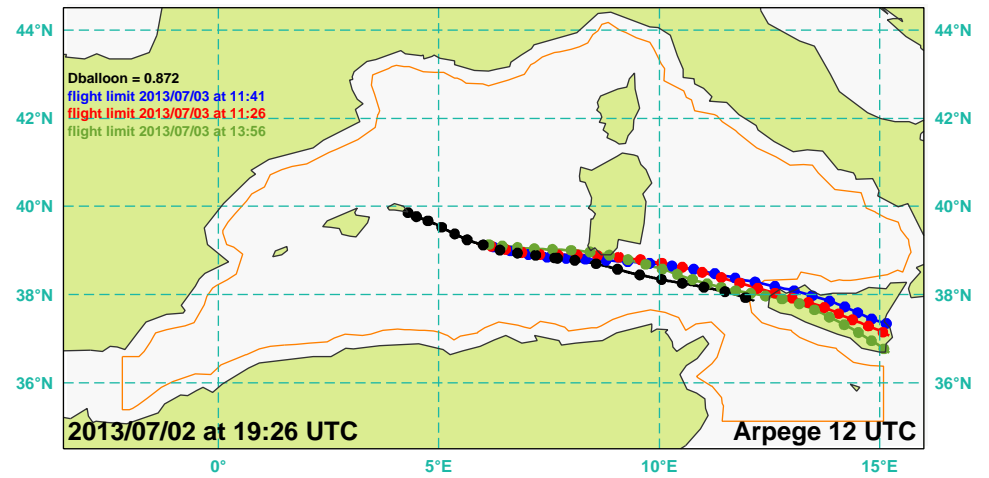 44°N 44°N
Dballoon = 0.872
flight limit 2013/07/03 at 11:41
flight limit 2013/07/03 at 11:26
42°N 42°N
flight limit 2013/07/03 at 13:56
40°N 40°N
38°N 38°N
36°N 36°N
2013/07/02 at 19:26 UTC Arpege 12 UTC
0° 5°E 10°E 15°E